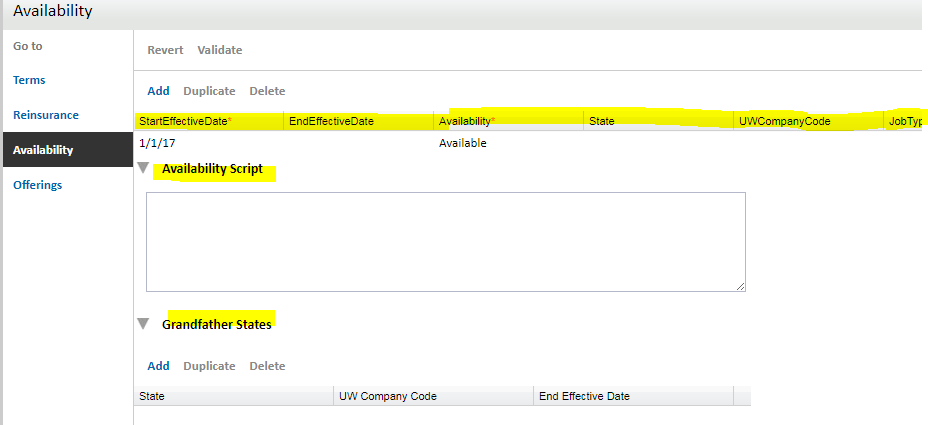 Availability
Go to
Terms
Reinsurance
Availability
Offerings
Revert Validate
Add Duplicate Delete
StartEffectiveDate* EndEffectiveDate Availability* State UWCompanyCode JobTyp
1/1/17 Available
Availability Script
Grandfather States
Add Duplicate Delete
State UW Company Code End Effective Date